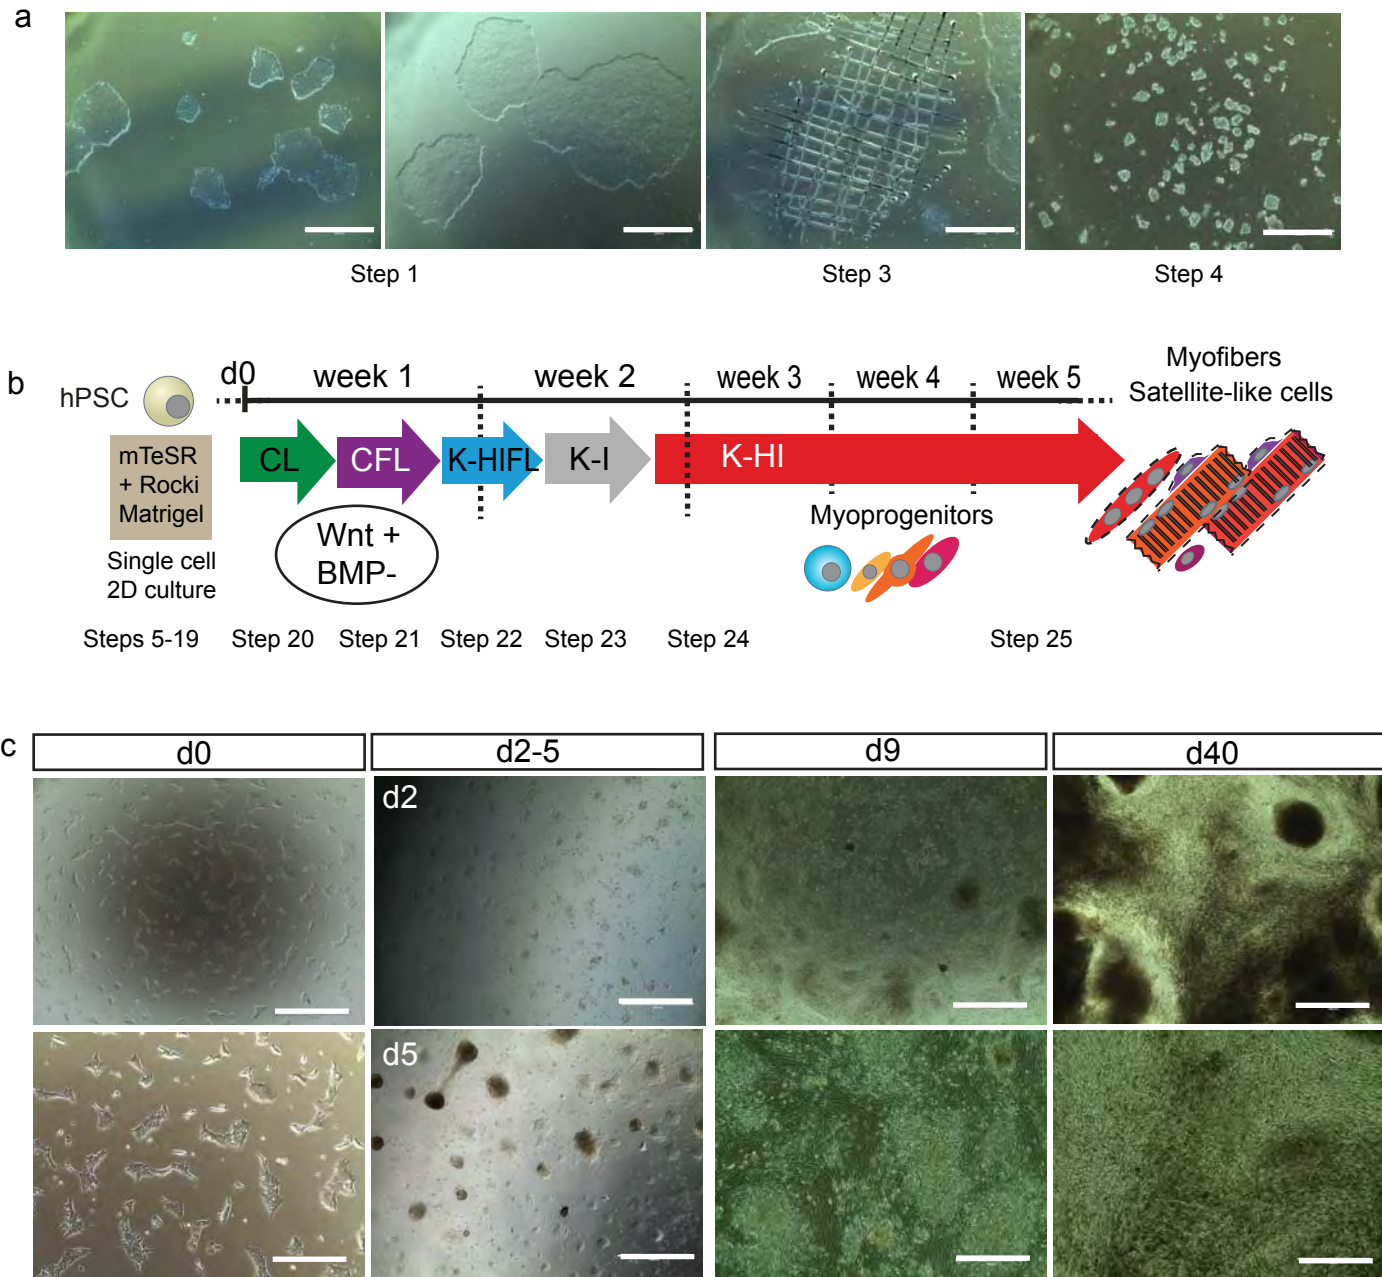 a
Step 1
Step 3
Step 4
b
hPSC
d0
week 1
week 2
week 3
week 4
week 5
Myofibers
Satellite-like cells
mTeSR
+ Rocki
Matrigel
CL
CFL
K-HIFL
K-I
K-HI
Wnt +
BMP-
Myoprogenitors
Single cell
2D culture
Steps 5-19
Step 20
Step 21
Step 22
Step 23
Step 24
Step 25
c
d0
d2-5
d9
d40
d2
d5